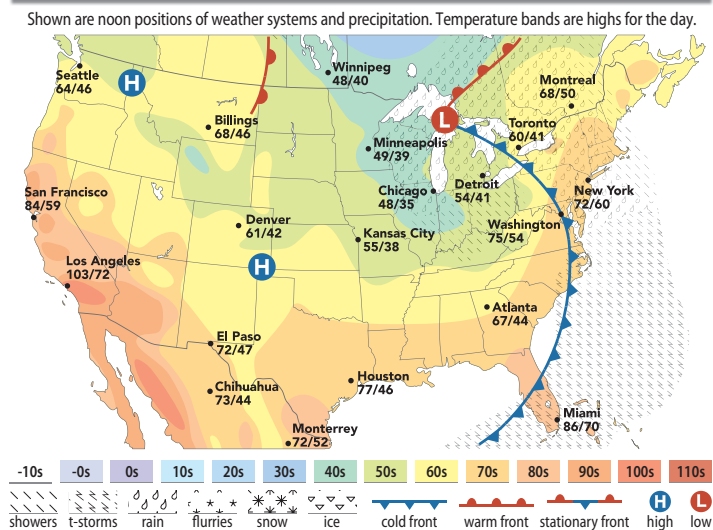 Shown are noon positions of weather systems and precipitation. Temperature bands are highs for the day.
Seattle
64/46
H
Winnipeg
48/40
Montreal
68/50
Billings
68/46
L
Toronto
60/41
Minneapolis
49/39
San Francisco
84/59
Chicago
48/35
Detroit
54/41
New York
72/60
Denver
61/42
Kansas City
55/38
Washington
75/54
Los Angeles
103/72
H
Atlanta
67/44
El Paso
72/47
Chihuahua
73/44
Houston
77/46
Monterrey
72/52
Miami
86/70
-10s -0s 0s 10s 20s 30s 40s 50s 60s 70s 80s 90s 100s 110s
H L
showers t-storms rain flurries snow ice cold front warm front stationary front high low